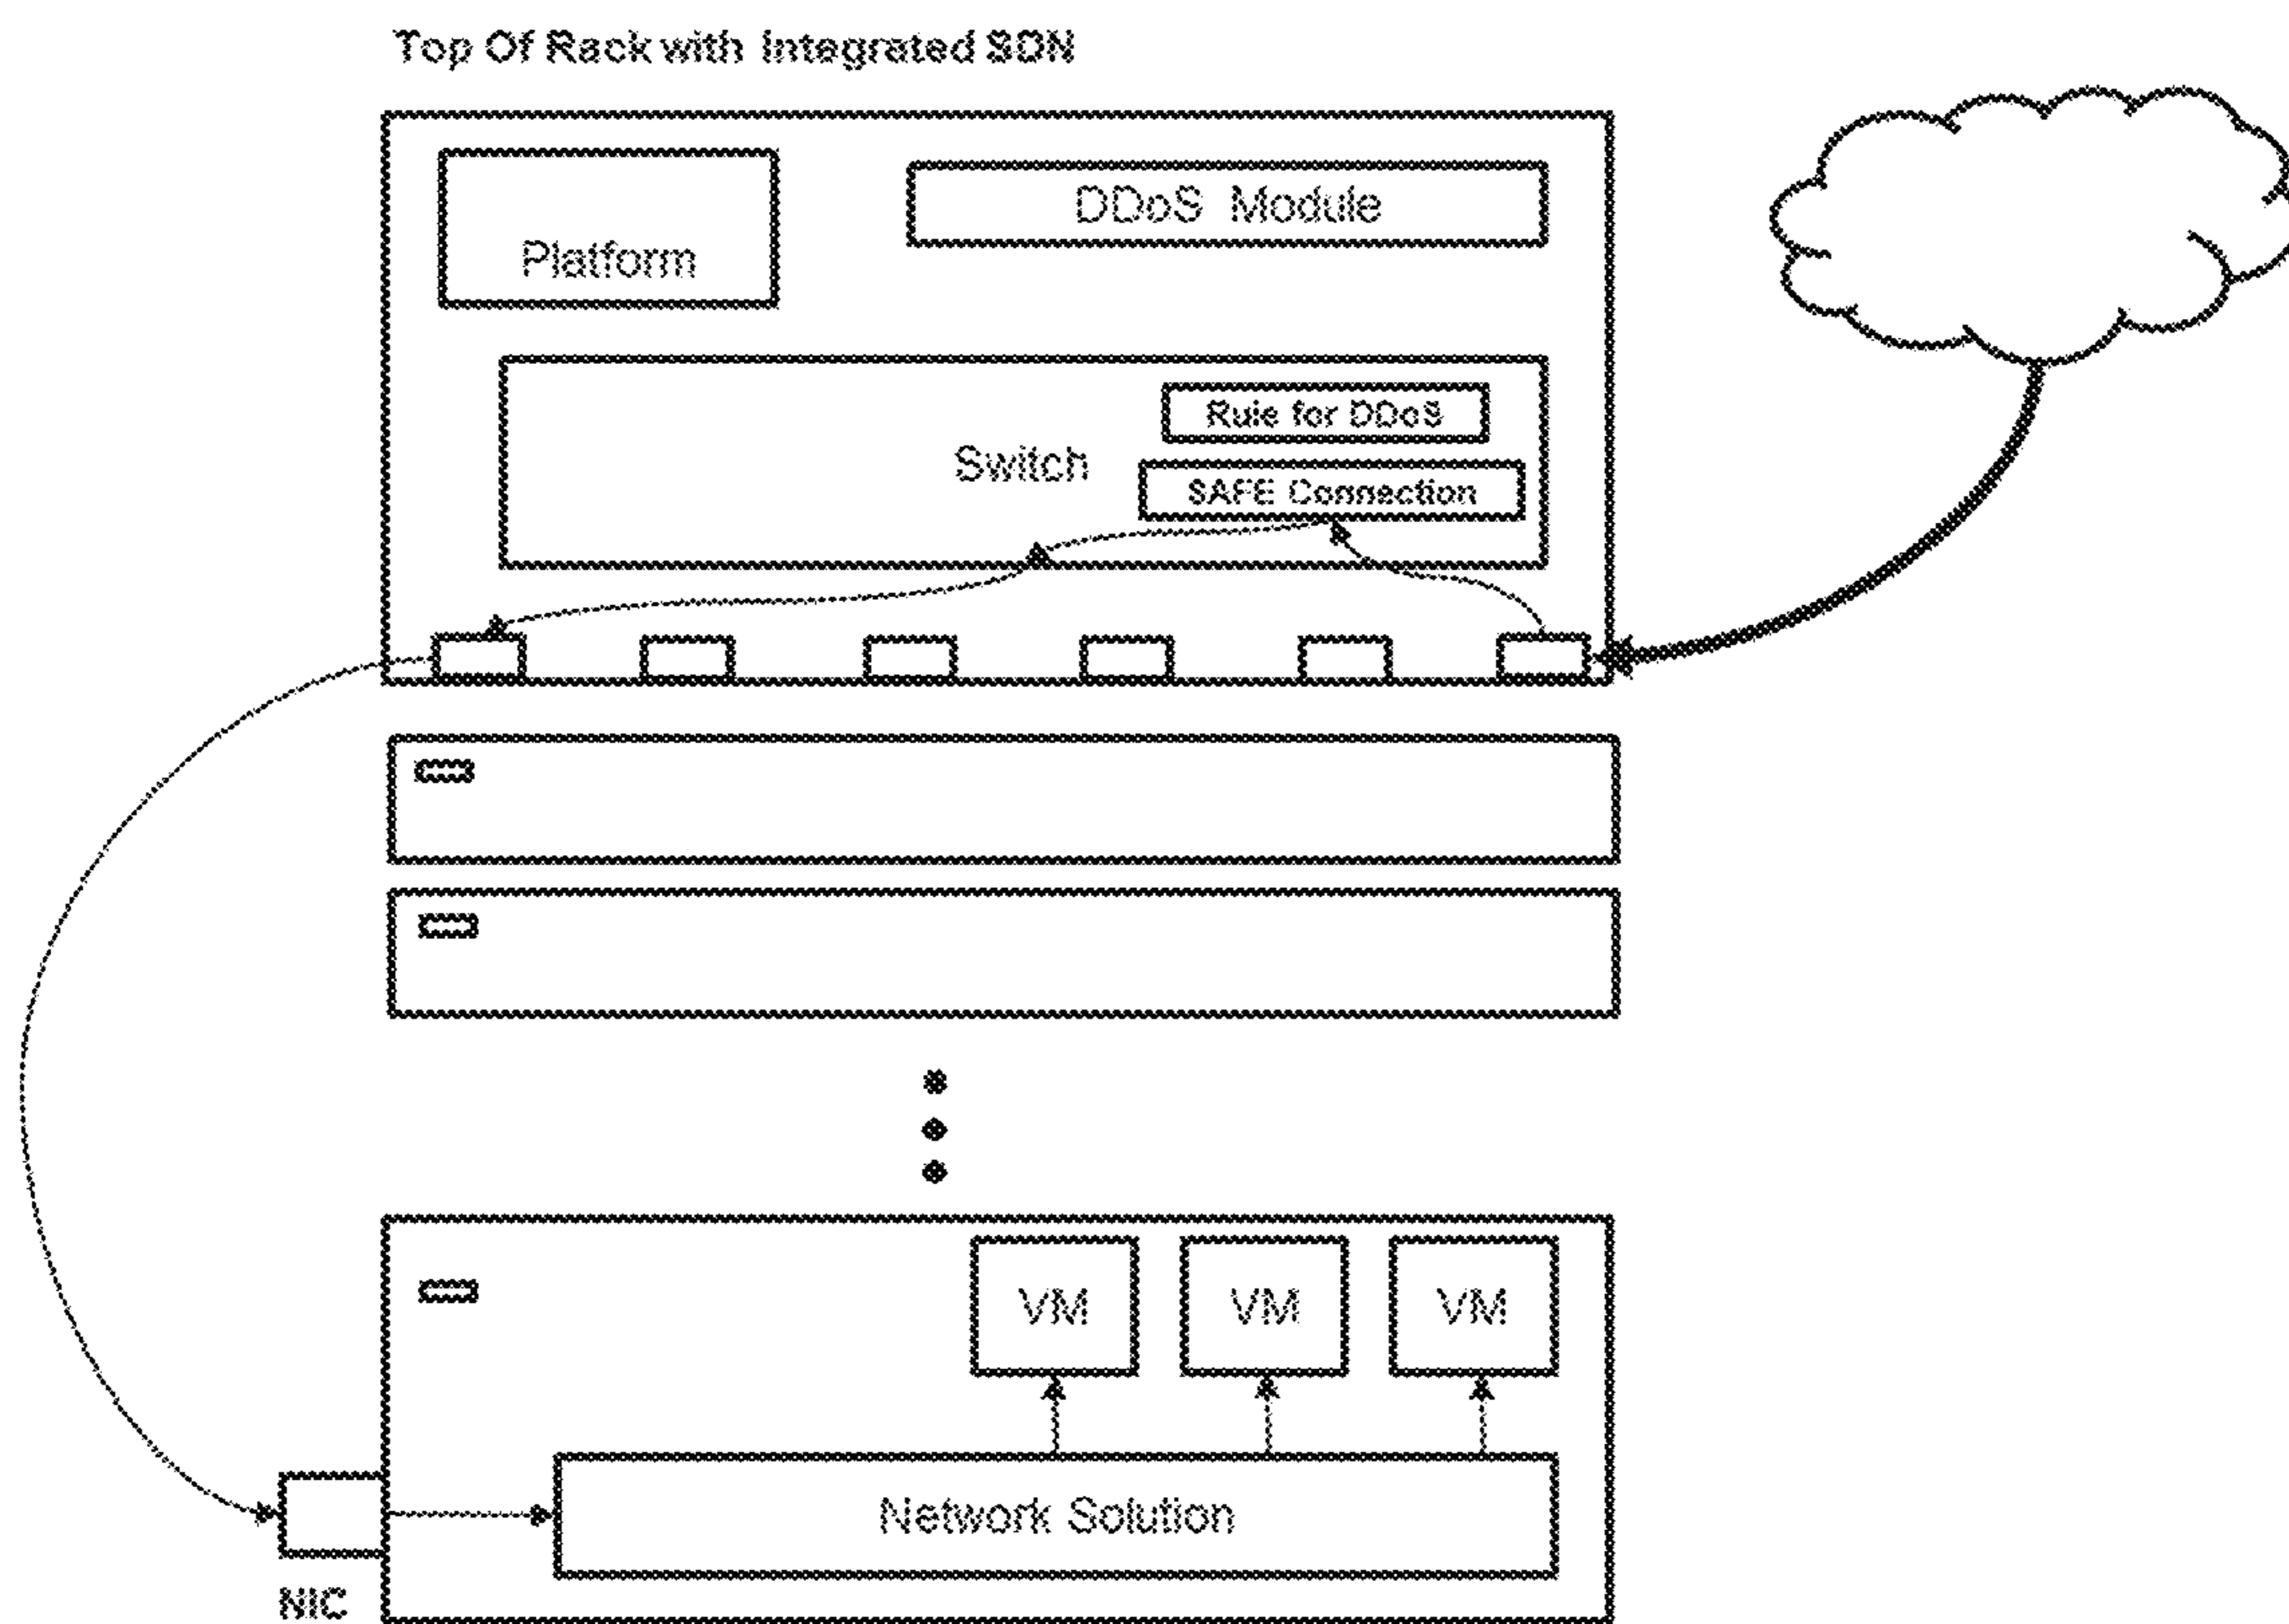 Top Of Rack with Integrated SDN
Platform
DDoS Module
Rule for DDoS
Switch
SAFE Connection
VM
VM
VM
Network Solution
NIC